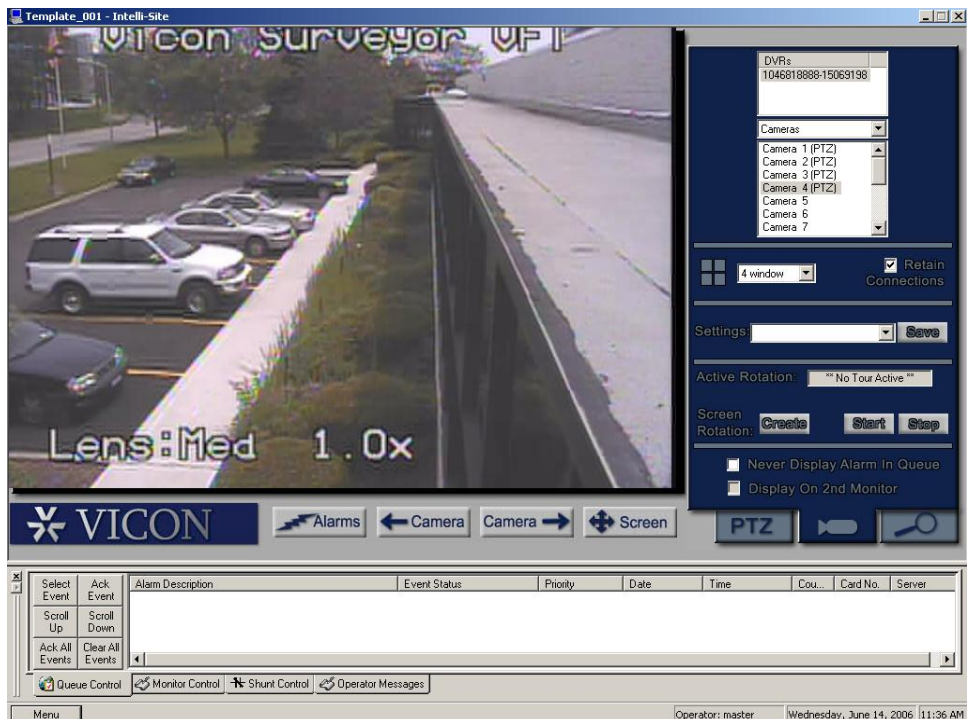 Template_001 - Intelli-Site
Vicon Surveyor VFT
Lens:Med 1.0x
DVRs
1046818888-15069198
Cameras
Camera 1 (PTZ)
Camera 2 (PTZ)
Camera 3 (PTZ)
Camera 4 (PTZ)
Camera 5
Camera 6
Camera 7
4 window
Retain Connections
Settings:
Save
Active Rotation:
** No Tour Active **
Screen Rotation:
Create
Start
Stop
Never Display Alarm In Queue
Display On 2nd Monitor
VICON
Alarms
Camera
Camera
Screen
PTZ
Select Event
Ack Event
Alarm Description
Event Status
Priority
Date
Time
Cou...
Card No.
Server
Scroll Up
Scroll Down
Ack All Events
Clear All Events
Queue Control
Monitor Control
Shunt Control
Operator Messages
Menu
Operator: master
Wednesday, June 14, 2006
11:36 AM